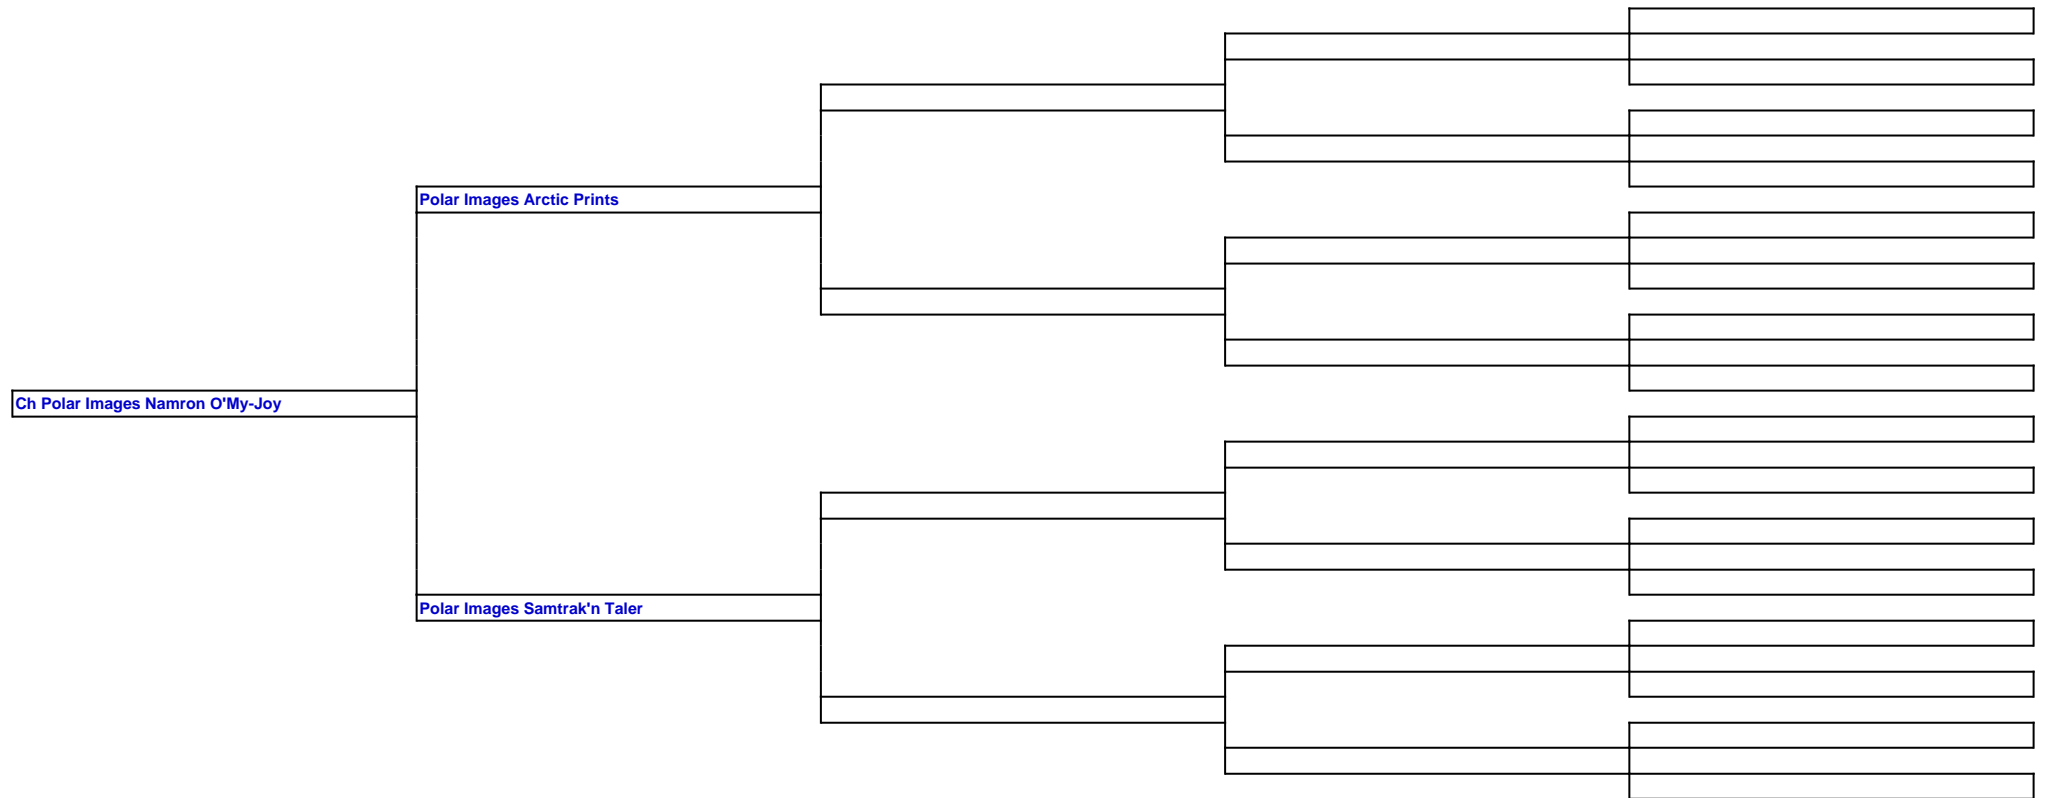 Polar Images Arctic Prints
Ch Polar Images Namron O'My-Joy
Polar Images Samtrak'n Taler